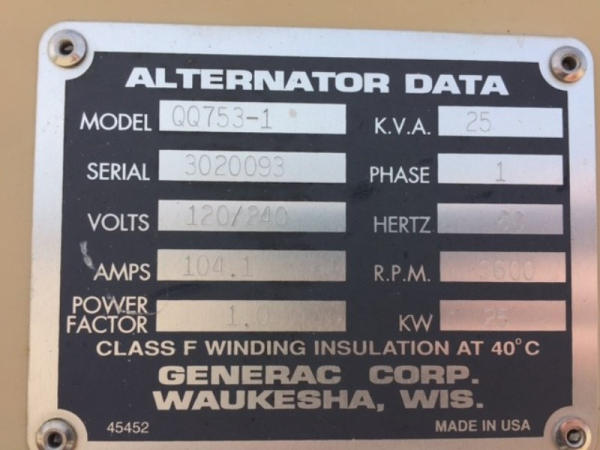 ALTERNATOR DATA
MODEL QQ753-1 K.V.A. 25
SERIAL 3020093 PHASE 1
VOLTS 120/240 HERTZ 60
AMPS 104.1 R.P.M. 3600
POWER FACTOR 1.0 KW 25
CLASS F WINDING INSULATION AT 40°C
GENERAC CORP.
WAUKESHA, WIS.
45452 MADE IN USA